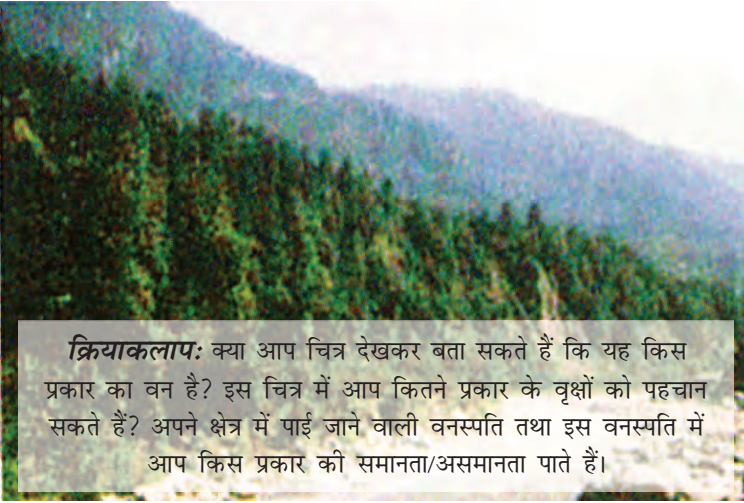 क्रियाकलाप: क्या आप चित्र देखकर बता सकते हैं कि यह किस
प्रकार का वन है? इस चित्र में आप कितने प्रकार के वृक्षों को पहचान
सकते हैं? अपने क्षेत्र में पाई जाने वाली वनस्पति तथा इस वनस्पति में
आप किस प्रकार की समानता/असमानता पाते हैं।